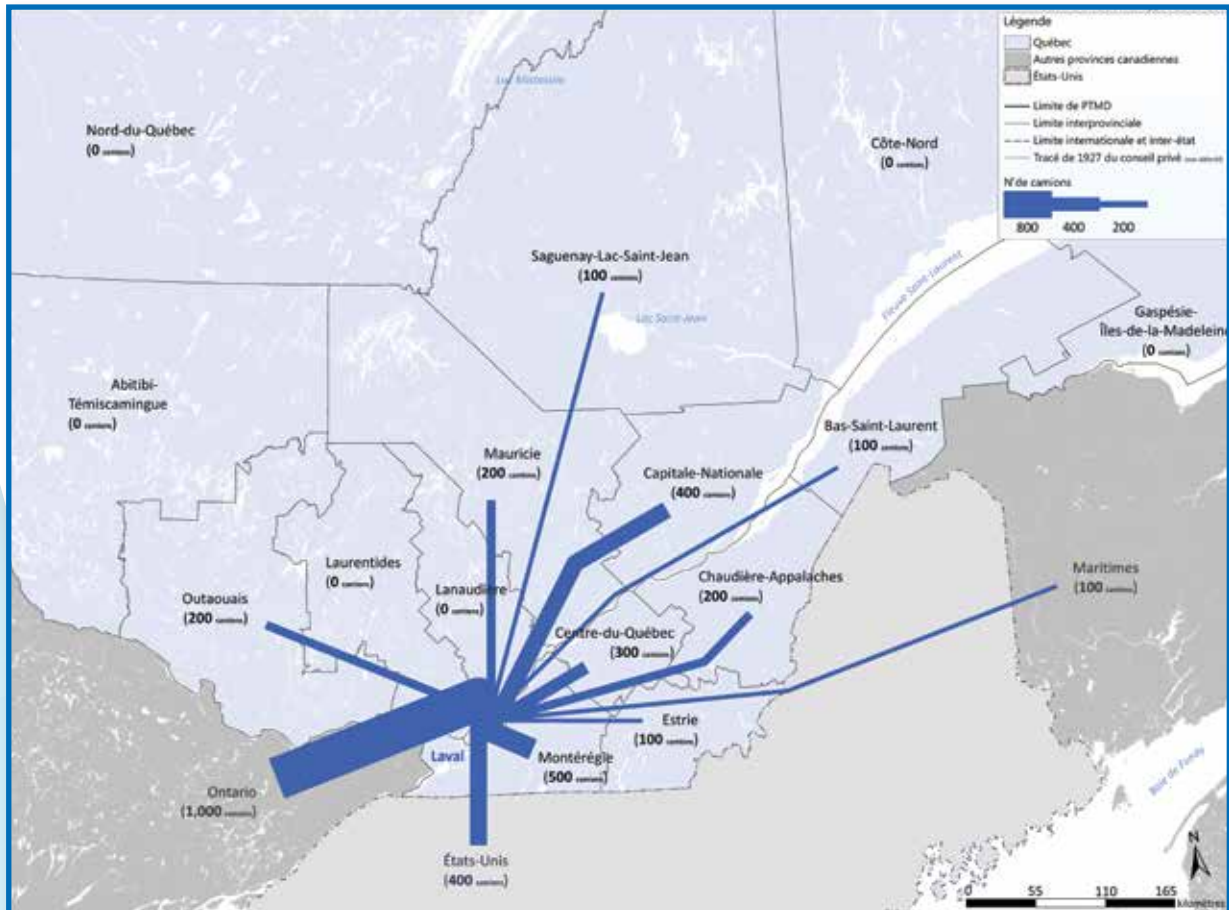 Légende
Québec
Autres provinces canadiennes
États-Unis
Limite de PTMD
Limite interprovinciale
Limite internationale et inter-état
Tracé de 1927 du conseil privé
N'de camions
800 400 200
Lac Mistassini
Nord-du-Québec
(0 camions)
Côte-Nord
(0 camions)
Saguenay-Lac-Saint-Jean
(100 camions)
Fleuve Saint-Laurent
Lac Saint-Jean
Gaspésie-
Îles-de-la-Madeleine
(0 camions)
Abitibi-
Témiscamingue
(0 camions)
Bas-Saint-Laurent
(100 camions)
Mauricie
(200 camions)
Capitale-Nationale
(400 camions)
Laurentides
(0 camions)
Lanaudière
(0 camions)
Chaudière-Appalaches
(200 camions)
Maritimes
(100 camions)
Outaouais
(200 camions)
Centre-du-Québec
(300 camions)
Estrie
(100 camions)
Laval
Montérégie
(500 camions)
Ontario
(1,000 camions)
Baie de Fundy
États-Unis
(400 camions)
N
0 55 110 165
kilomètres